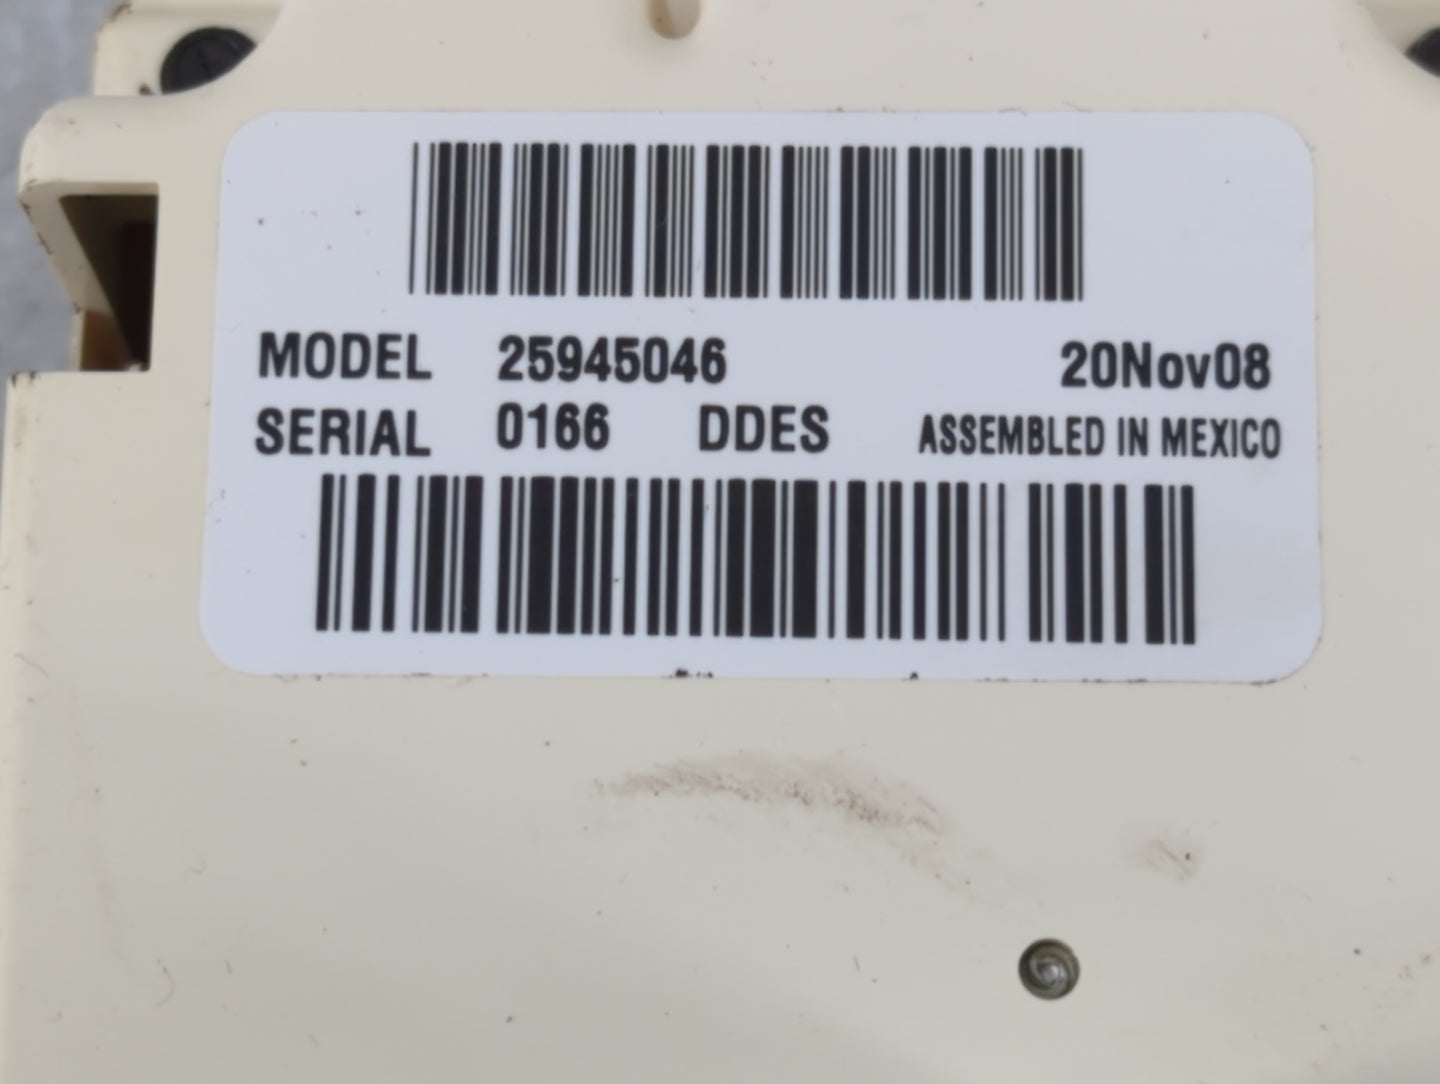 MODEL 25945046 20Nov08
SERIAL 0166 DDES ASSEMBLED IN MEXICO